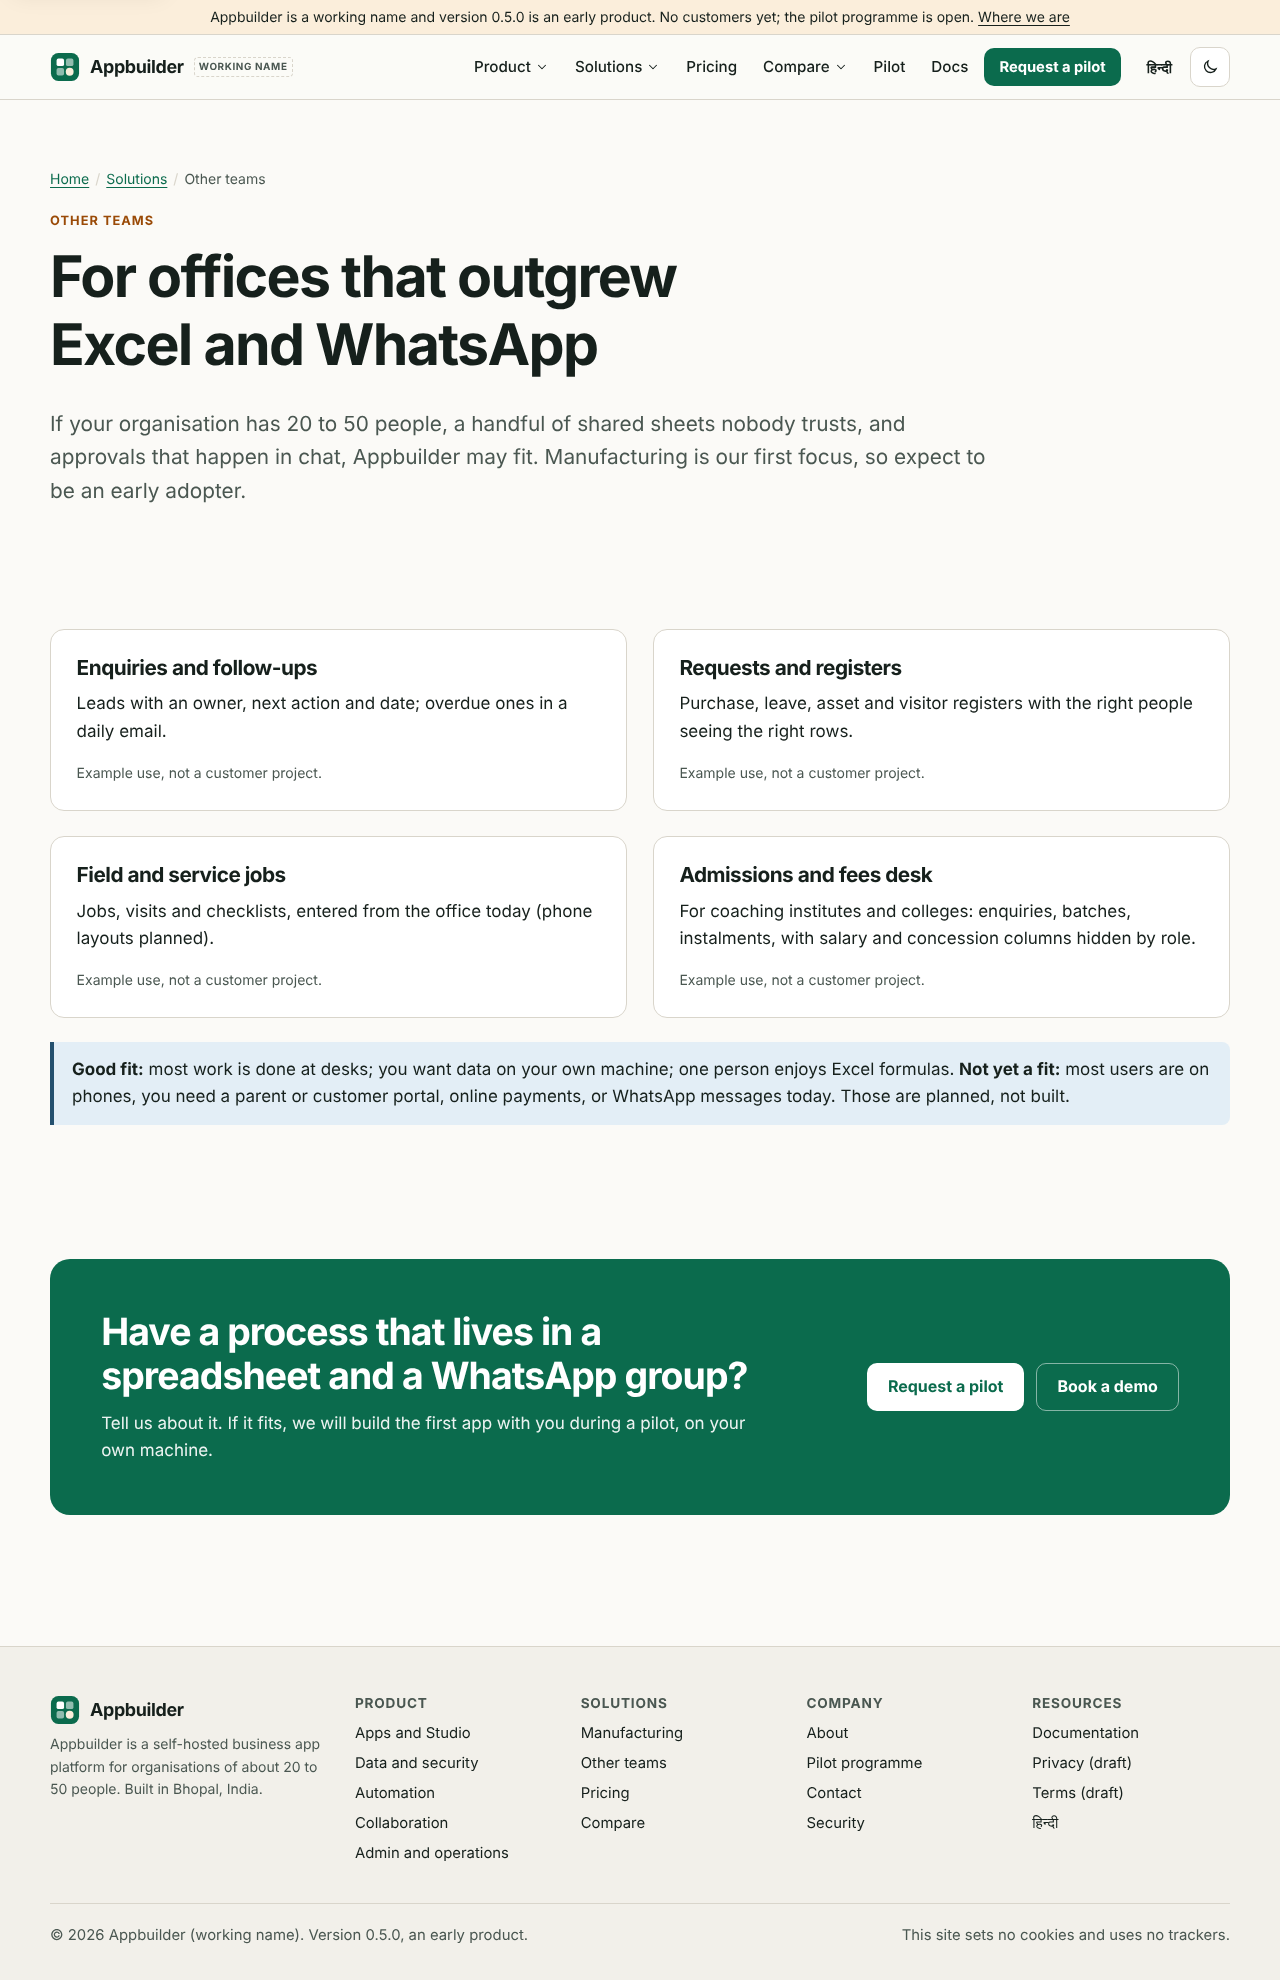 Appbuilder is a working name and version 0.5.0 is an early product. No customers yet; the pilot programme is open. Where we are
Appbuilder WORKING NAME Product Solutions Pricing Compare Pilot Docs Request a pilot हिन्दी
Home / Solutions / Other teams
OTHER TEAMS
For offices that outgrew
Excel and WhatsApp
If your organisation has 20 to 50 people, a handful of shared sheets nobody trusts, and
approvals that happen in chat, Appbuilder may fit. Manufacturing is our first focus, so expect to
be an early adopter.
Enquiries and follow-ups
Leads with an owner, next action and date; overdue ones in a
daily email.
Example use, not a customer project.
Requests and registers
Purchase, leave, asset and visitor registers with the right people
seeing the right rows.
Example use, not a customer project.
Field and service jobs
Jobs, visits and checklists, entered from the office today (phone
layouts planned).
Example use, not a customer project.
Admissions and fees desk
For coaching institutes and colleges: enquiries, batches,
instalments, with salary and concession columns hidden by role.
Example use, not a customer project.
Good fit: most work is done at desks; you want data on your own machine; one person enjoys Excel formulas. Not yet a fit: most users are on
phones, you need a parent or customer portal, online payments, or WhatsApp messages today. Those are planned, not built.
Have a process that lives in a
spreadsheet and a WhatsApp group?
Tell us about it. If it fits, we will build the first app with you during a pilot, on your
own machine.
Request a pilot
Book a demo
Appbuilder
Appbuilder is a self-hosted business app
platform for organisations of about 20 to
50 people. Built in Bhopal, India.
PRODUCT
Apps and Studio
Data and security
Automation
Collaboration
Admin and operations
SOLUTIONS
Manufacturing
Other teams
Pricing
Compare
COMPANY
About
Pilot programme
Contact
Security
RESOURCES
Documentation
Privacy (draft)
Terms (draft)
हिन्दी
© 2026 Appbuilder (working name). Version 0.5.0, an early product.
This site sets no cookies and uses no trackers.